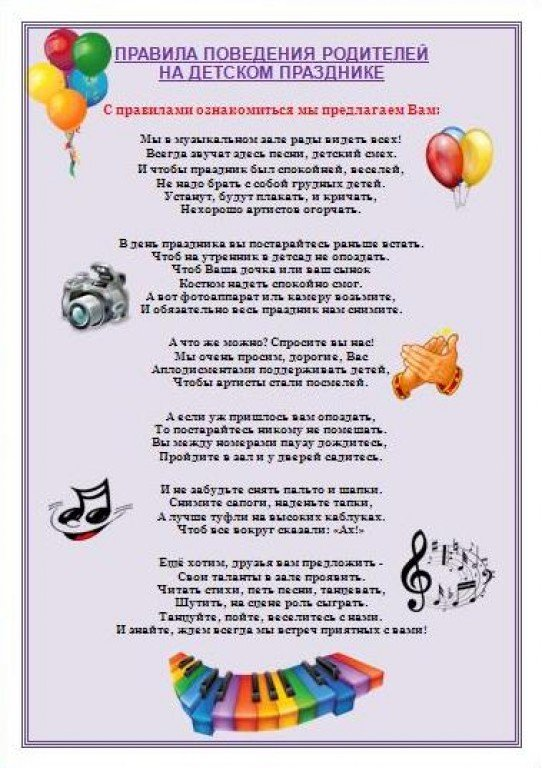 ПРАВИЛА ПОВЕДЕНИЯ РОДИТЕЛЕЙ
НА ДЕТСКОМ ПРАЗДНИКЕ
С правилами ознакомиться мы предлагаем Вам:
Мы в музыкальном зале рады видеть всех!
Всегда звучат здесь песни, детский смех.
И чтобы праздник был спокойней, веселей,
Не надо брать с собой грудных детей.
Устанут, будут плакать, и кричать,
Нехорошо артистов огорчать.
В день праздника вы постарайтесь раньше встать.
Чтоб на утренник в детсад не опоздать.
Чтоб Ваша дочка или ваш сынок
Костюм надеть спокойно смог.
А вот фотоаппарат иль камеру возьмите,
И обязательно весь праздник нам снимите.
А что же можно? Спросите вы нас!
Мы очень просим, дорогие, Вас
Аплодисментами поддерживать детей,
Чтобы артисты стали посмелей.
А если уж пришлось вам опоздать,
То постарайтесь никому не помешать.
Вы между номерами паузу дождитесь,
Пройдите в зал и у дверей садитесь.
И не забудьте снять пальто и шапки.
Снимите сапоги, наденьте тапки,
А лучше туфли на высоких каблуках.
Чтоб все вокруг сказали: «Ах!»
Ещё хотим, друзья вам предложить -
Свои таланты в зале проявить.
Читать стихи, петь песни, танцевать,
Шутить, на сцене роль сыграть.
Танцуйте, пойте, веселитесь с нами.
И знайте, ждем всегда мы встреч приятных с вами!